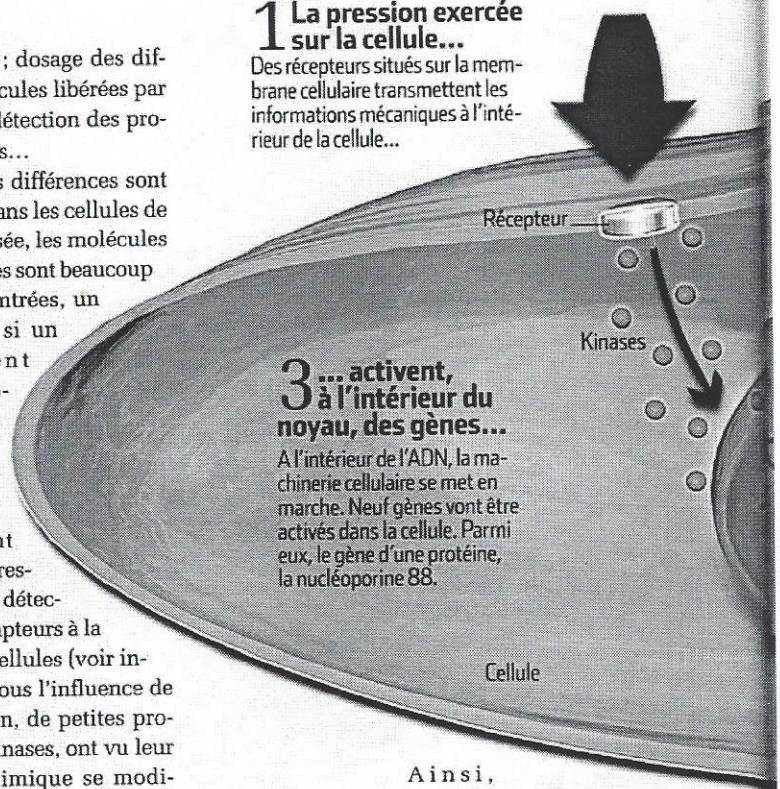 ; dosage des dif-
cules libérées par
détection des pro-
s...
s différences sont
ans les cellules de
sée, les molécules
es sont beaucoup
ntrées, un
si un
ent
-
nt
res-
détec-
pteurs à la
ellules (voir in-
ous l'influence de
n, de petites pro-
inases, ont vu leur
imique se modi-
1 La pression exercée
sur la cellule...
Des récepteurs situés sur la mem-
brane cellulaire transmettent les
informations mécaniques à l'inté-
rieur de la cellule...
Récepteur
Kinases
3 ... activent,
à l'intérieur du
noyau, des gènes...
A l'intérieur de l'ADN, la ma-
chinerie cellulaire se met en
marche. Neuf gènes vont être
activés dans la cellule. Parmi
eux, le gène d'une protéine,
la nucléoporine 88.
Cellule
Ainsi,